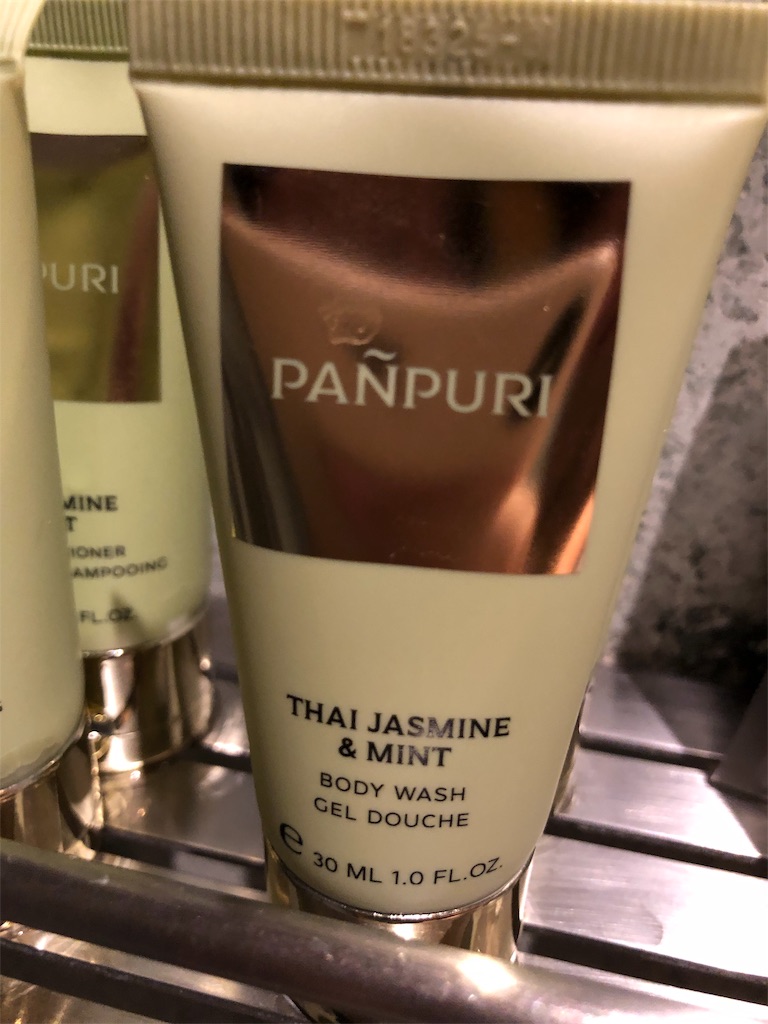 PAÑPURI
THAI JASMINE
& MINT
BODY WASH
GEL DOUCHE
e 30 ML 1.0 FL.OZ.
PURI
MINE
T
IONER
AMPOOING
FL.OZ.